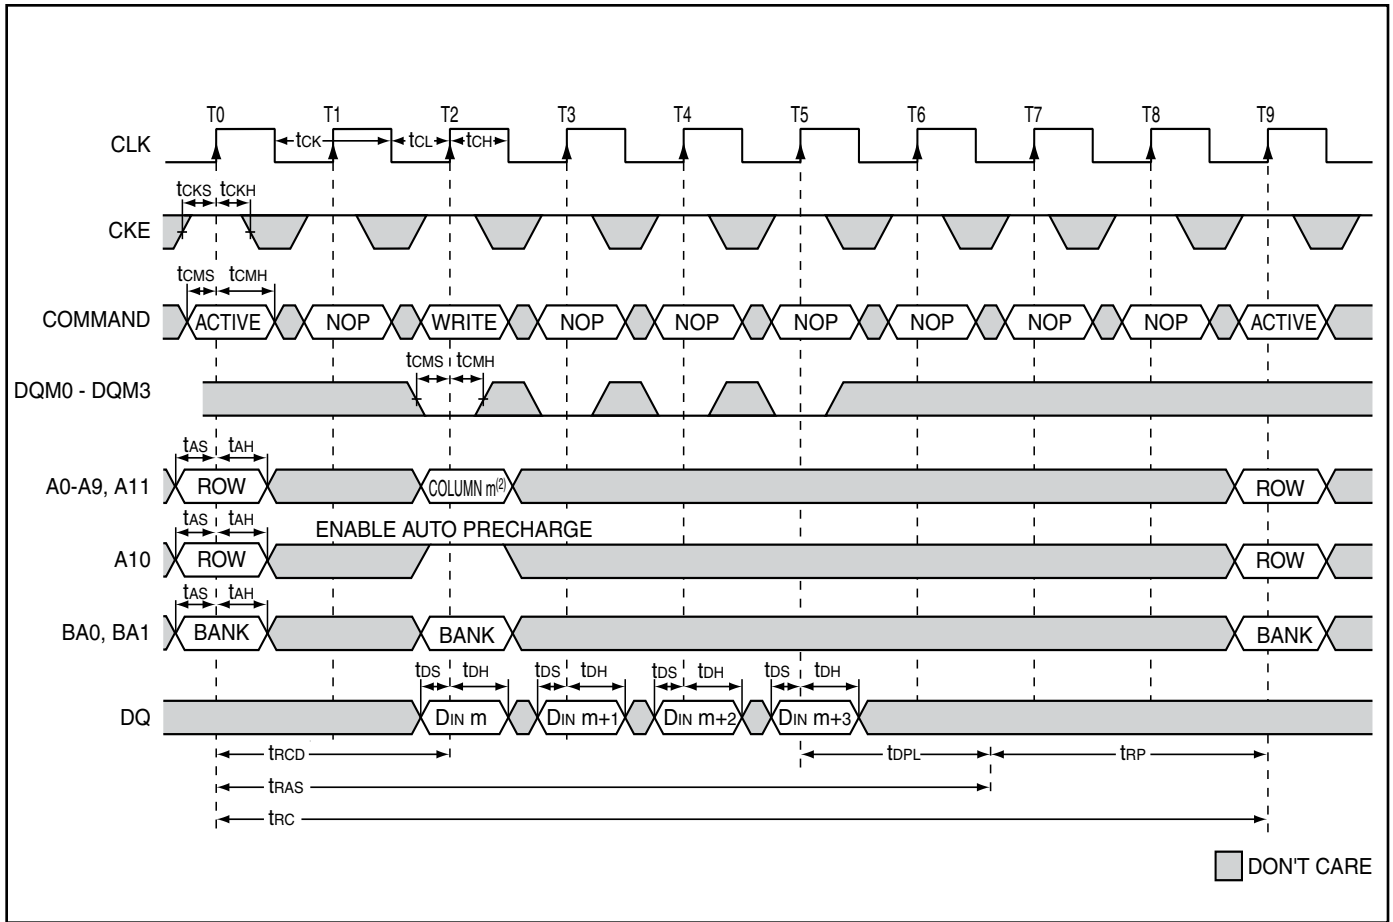 T0 T1 T2 T3 T4 T5 T6 T7 T8 T9
CLK tCK tCL tCH
tCKS tCKH
CKE
tCMS tCMH
COMMAND ACTIVE NOP WRITE NOP NOP NOP NOP NOP NOP ACTIVE
tCMS tCMH
DQM0 - DQM3
tAS tAH
A0-A9, A11 ROW COLUMN m(2) ROW
tAS tAH ENABLE AUTO PRECHARGE
A10 ROW ROW
tAS tAH
BA0, BA1 BANK BANK BANK
tDS tDH tDS tDH tDS tDH tDS tDH
DQ DIN m DIN m+1 DIN m+2 DIN m+3
tRCD tDPL tRP
tRAS
tRC
DON'T CARE